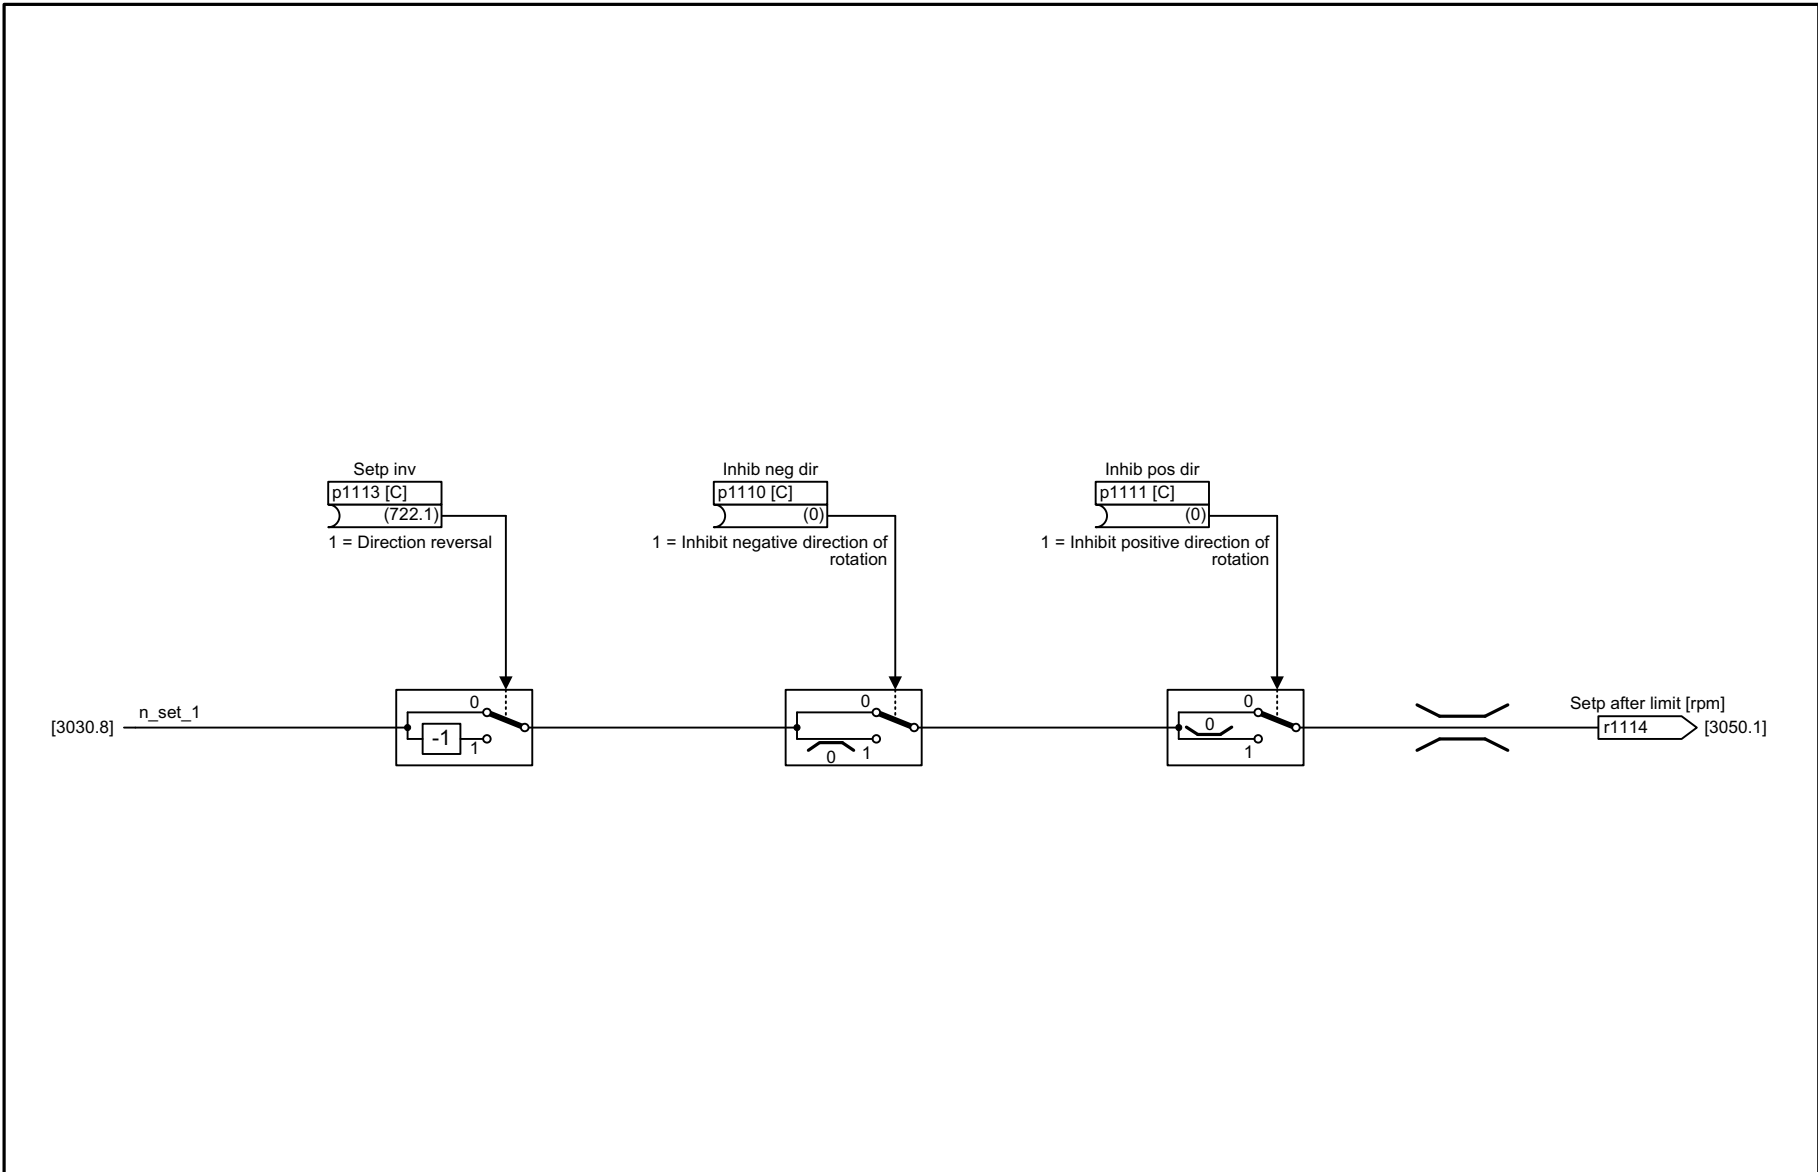 Setp inv
p1113 [C]
(722.1)
1 = Direction reversal
Inhib neg dir
p1110 [C]
(0)
1 = Inhibit negative direction of
rotation
Inhib pos dir
p1111 [C]
(0)
1 = Inhibit positive direction of
rotation
[3030.8]
n_set_1
0
-1
1
0
0
1
0
0
1
Setp after limit [rpm]
r1114
[3050.1]